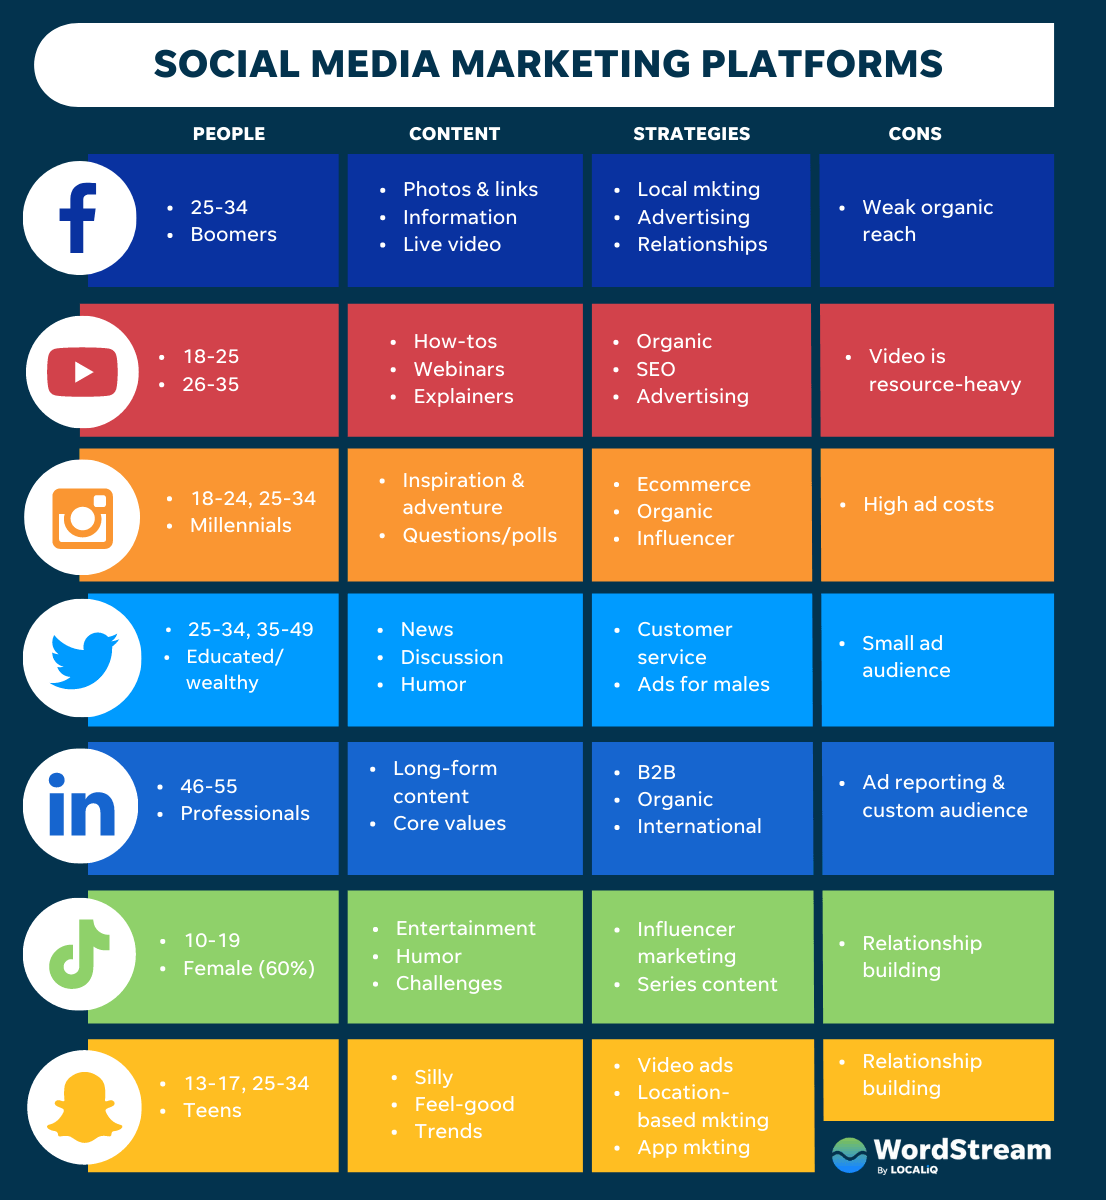 SOCIAL MEDIA MARKETING PLATFORMS
PEOPLE CONTENT STRATEGIES CONS
• 25-34
• Boomers
• Photos & links
• Information
• Live video
• Local mkting
• Advertising
• Relationships
• Weak organic
reach
• 18-25
• 26-35
• How-tos
• Webinars
• Explainers
• Organic
• SEO
• Advertising
• Video is
resource-heavy
• 18-24, 25-34
• Millennials
• Inspiration &
adventure
• Questions/polls
• Ecommerce
• Organic
• Influencer
• High ad costs
• 25-34, 35-49
• Educated/
wealthy
• News
• Discussion
• Humor
• Customer
service
• Ads for males
• Small ad
audience
in
• 46-55
• Professionals
• Long-form
content
• Core values
• B2B
• Organic
• International
• Ad reporting &
custom audience
• 10-19
• Female (60%)
• Entertainment
• Humor
• Challenges
• Influencer
marketing
• Series content
• Relationship
building
• 13-17, 25-34
• Teens
• Silly
• Feel-good
• Trends
• Video ads
• Location-
based mkting
• App mkting
• Relationship
building
WordStream
By LOCALiQ